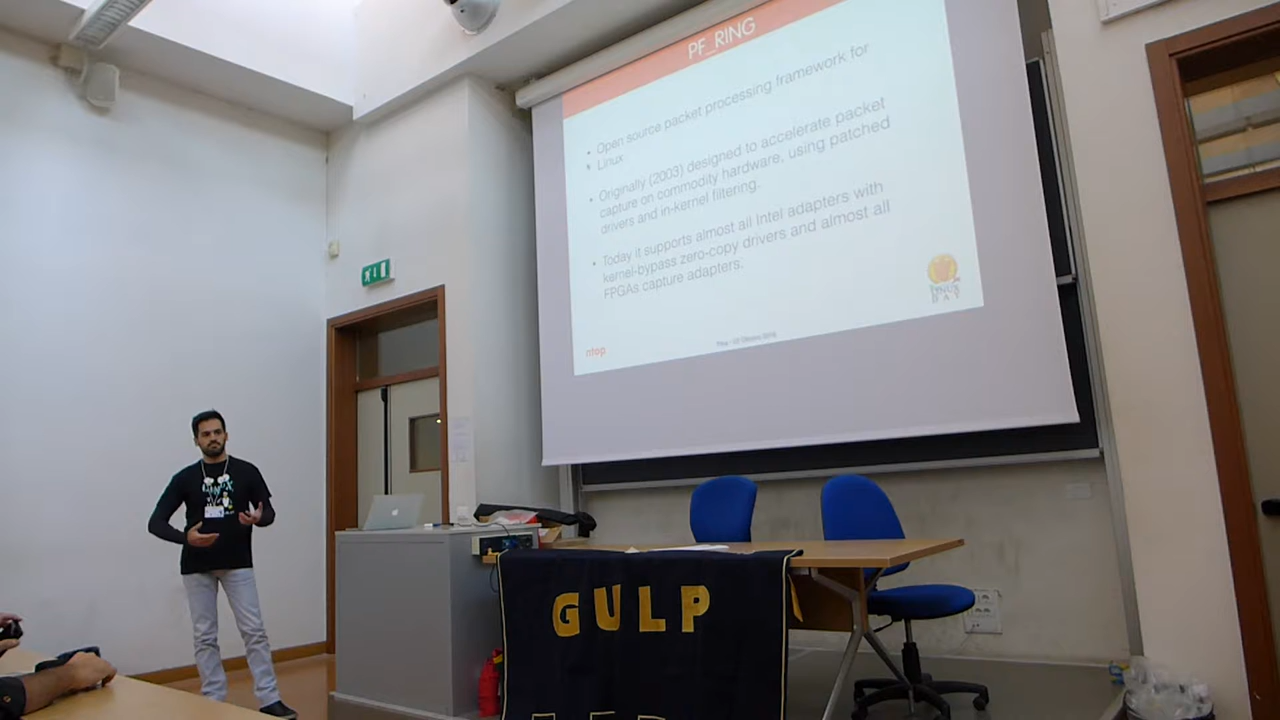 PF_RING
• Open source packet processing framework for
• Linux.
• Originally (2003) designed to accelerate packet
capture on commodity hardware, using patched
drivers and in-kernel filtering.
• Today it supports almost all Intel adapters with
kernel-bypass zero-copy drivers and almost all
FPGAs capture adapters.
ntop
LINUX
DAY
GULP